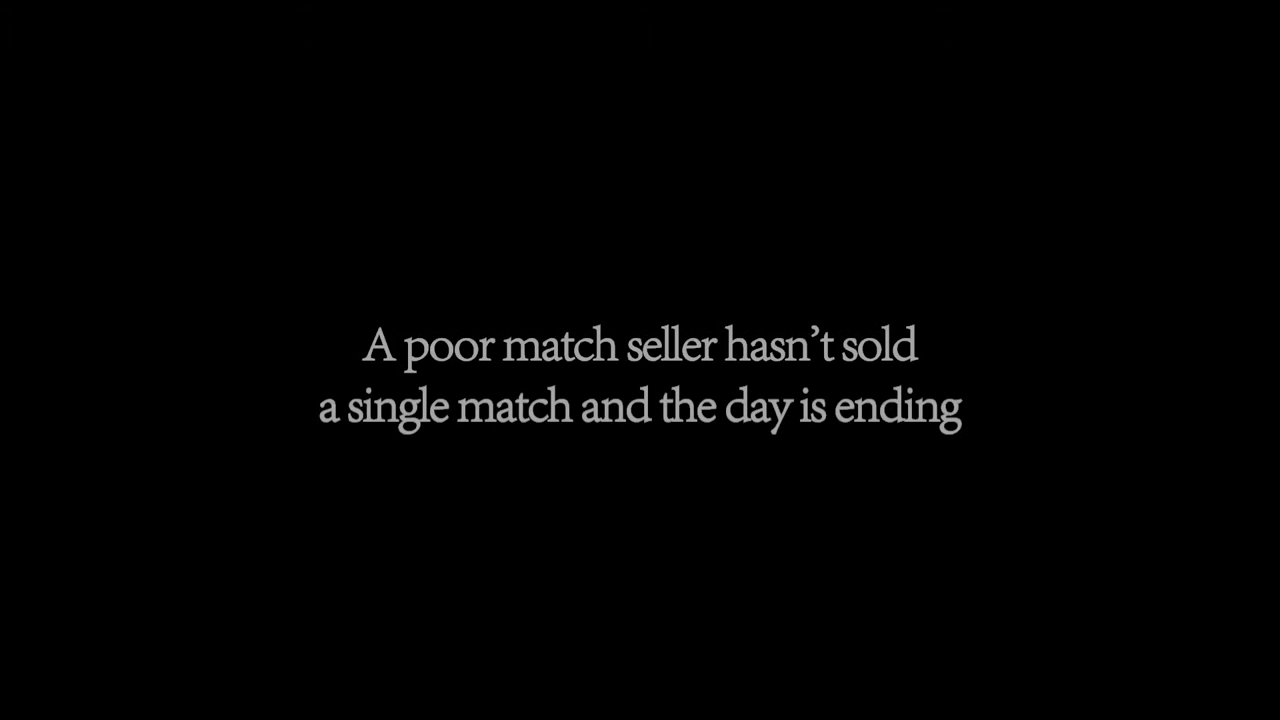 A poor match seller hasn’t sold
a single match and the day is ending